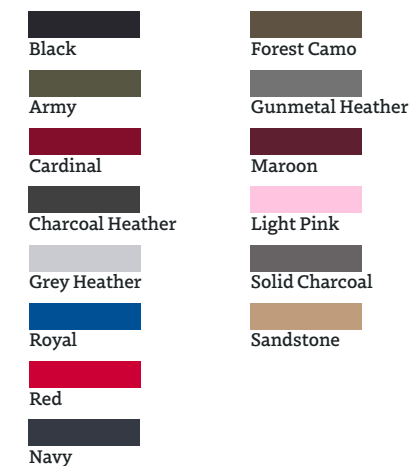 Black
Army
Cardinal
Charcoal Heather
Grey Heather
Royal
Red
Navy
Forest Camo
Gunmetal Heather
Maroon
Light Pink
Solid Charcoal
Sandstone